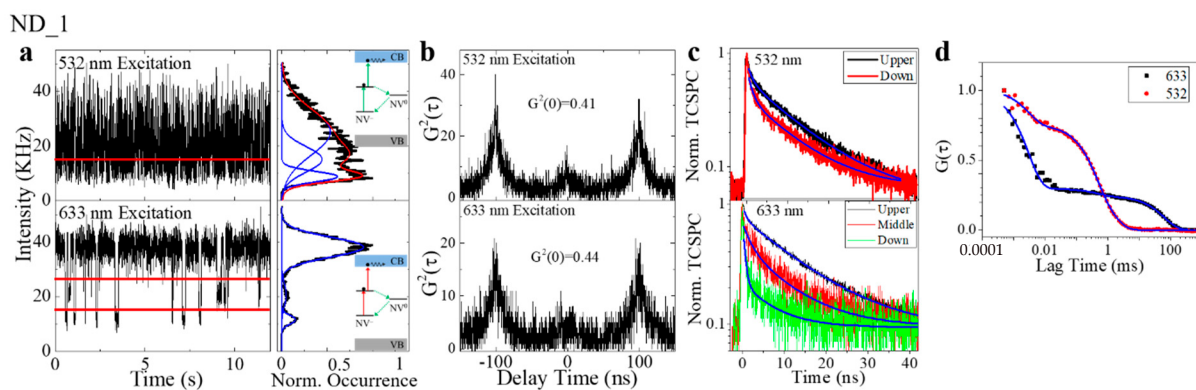 ND_1
a
532 nm Excitation
CB
NV⁰
NV⁻
VB
633 nm Excitation
CB
NV⁰
NV⁻
VB
Intensity (KHz)
40
20
0
60
40
20
0
0
5
10
Time (s)
0
0.5
1
Norm. Occurrence
b
532 nm Excitation
G²(0)=0.41
G²(τ)
60
40
20
0
633 nm Excitation
G²(0)=0.44
G²(τ)
40
20
0
-100
0
100
Delay Time (ns)
c
532 nm
Upper
Down
Norm. TCSPC
1
0.1
633 nm
Upper
Middle
Down
Norm. TCSPC
0.1
0
10
20
30
40
Time (ns)
d
633
532
G(τ)
1.0
0.5
0.0
0.0001
0.01
1
100
Lag Time (ms)